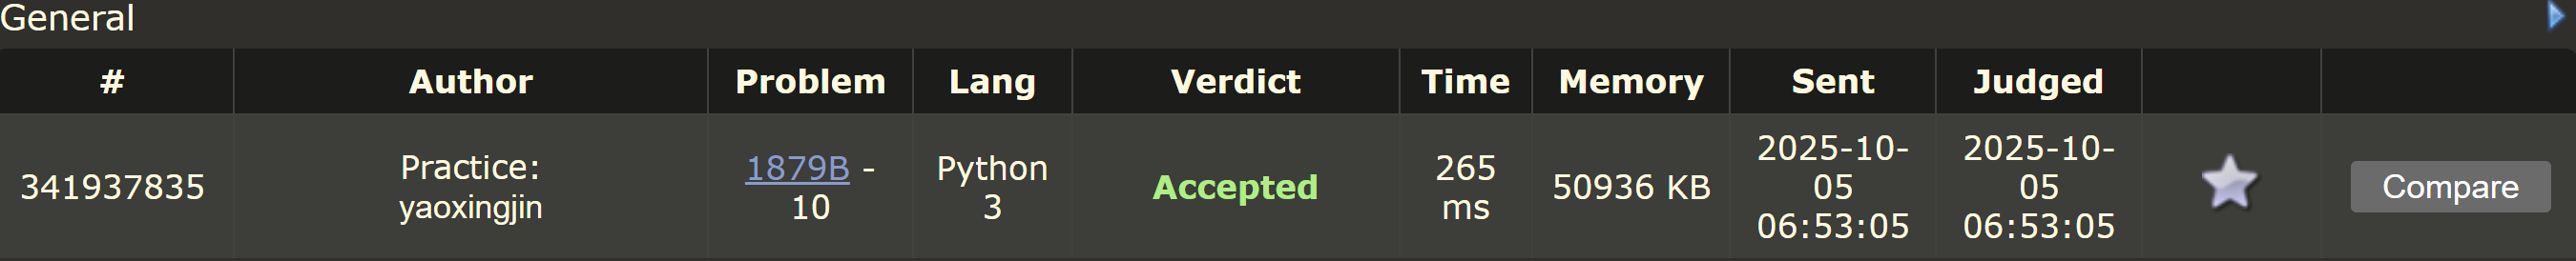 General
# Author Problem Lang Verdict Time Memory Sent Judged
341937835
Practice:
yaoxingjin
1879B -
10
Python
3
Accepted
265
ms
50936 KB
2025-10-
05
06:53:05
2025-10-
05
06:53:05
Compare